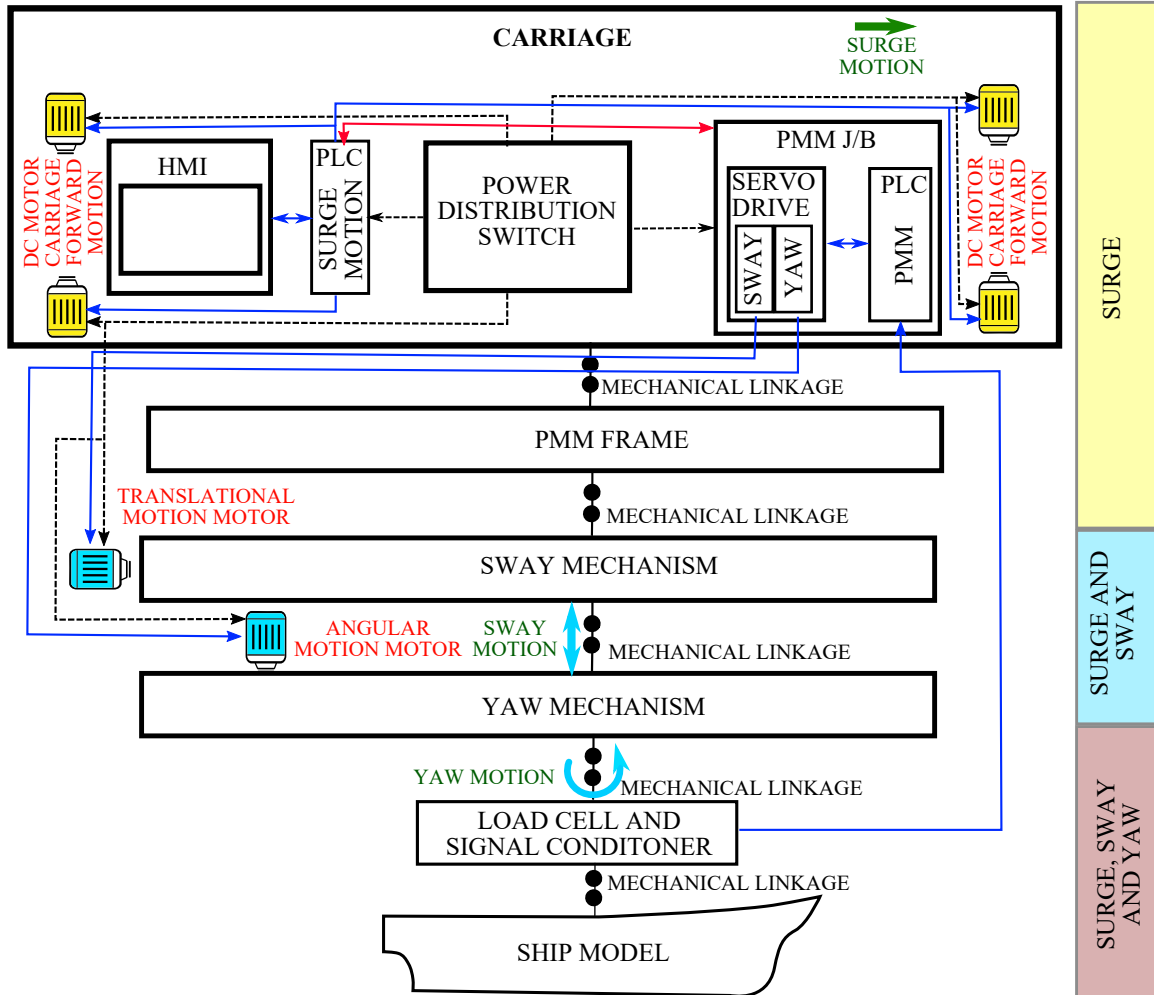 CARRIAGE
SURGE
MOTION
DC MOTOR
CARRIAGE
FORWARD
MOTION
HMI
PLC
SURGE
MOTION
POWER
DISTRIBUTION
SWITCH
PMM J/B
SERVO
DRIVE
SWAY
YAW
PLC
PMM
DC MOTOR
CARRIAGE
FORWARD
MOTION
MECHANICAL LINKAGE
PMM FRAME
TRANSLATIONAL
MOTION MOTOR
MECHANICAL LINKAGE
SWAY MECHANISM
ANGULAR
MOTION MOTOR
SWAY
MOTION
MECHANICAL LINKAGE
YAW MECHANISM
YAW MOTION
MECHANICAL LINKAGE
LOAD CELL AND
SIGNAL CONDITONER
MECHANICAL LINKAGE
SHIP MODEL
SURGE
SURGE AND
SWAY
SURGE, SWAY
AND YAW